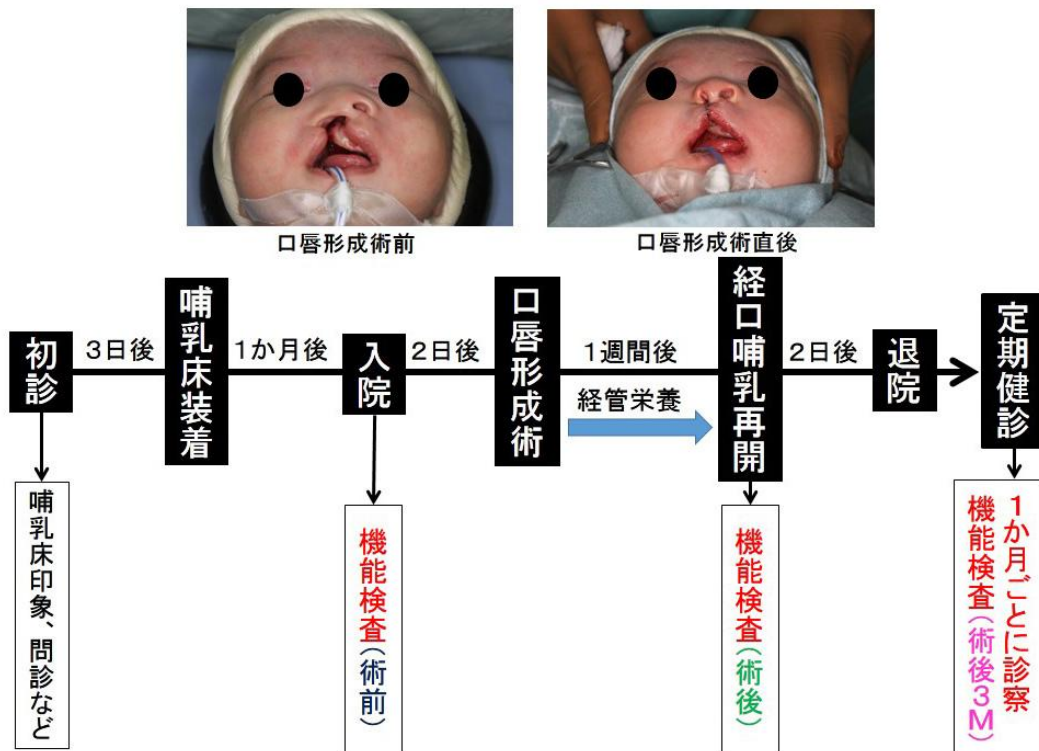 口唇形成術前
口唇形成術直後
初診
3日後
哺乳床装着
1か月後
入院
2日後
口唇形成術
1週間後
経管栄養
経口哺乳再開
2日後
退院
定期健診
哺乳床印象、問診など
機能検査(術前)
機能検査(術後)
1か月ごとに診察
機能検査(術後3M)